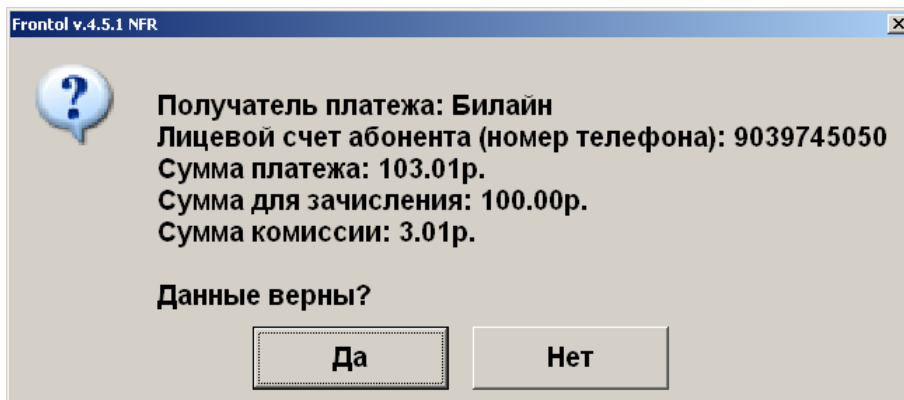 Frontol v.4.5.1 NFR
Получатель платежа: Билайн
Лицевой счет абонента (номер телефона): 9039745050
Сумма платежа: 103.01р.
Сумма для зачисления: 100.00р.
Сумма комиссии: 3.01р.
Данные верны?
Да
Нет